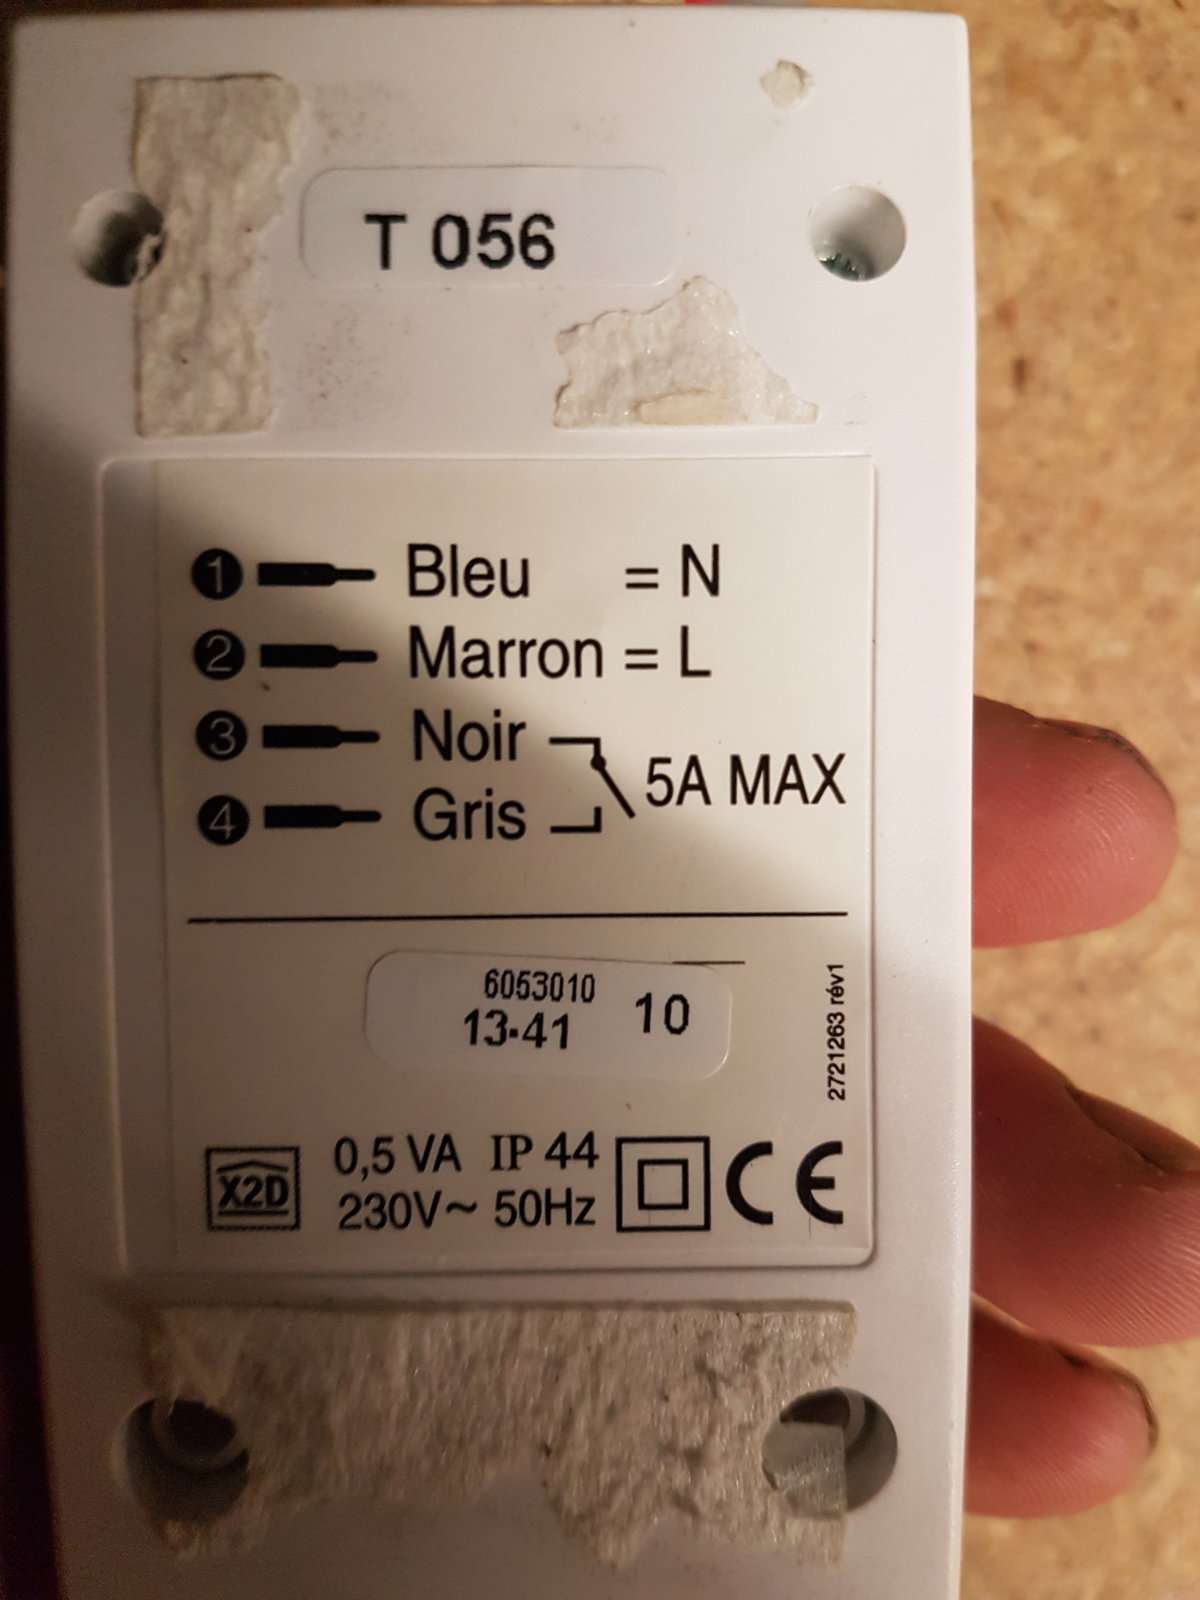 T 056
1 Bleu = N
2 Marron = L
3 Noir
5A MAX
4 Gris
6053010
13-41 10
2721263 rév1
X2D
0,5 VA IP 44
230V~ 50Hz
CE